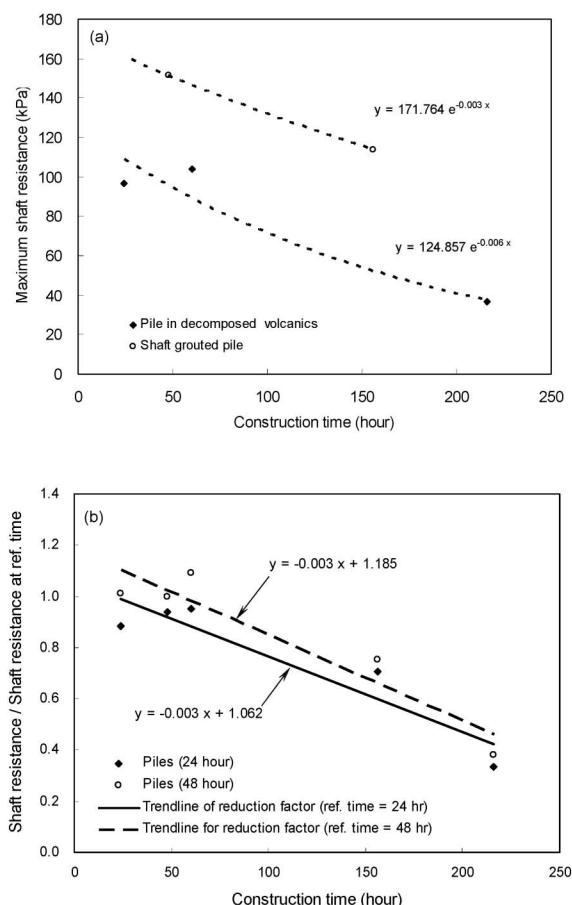 (a)
180
160
140
120
100
80
60
40
20
0
Maximum shaft resistance (kPa)
y = 171.764 e-0.003 x
y = 124.857 e-0.006 x
Pile in decomposed volcanics
Shaft grouted pile
0 50 100 150 200 250
Construction time (hour)
(b)
1.4
1.2
1.0
0.8
0.6
0.4
0.2
0.0
Shaft resistance / Shaft resistance at ref. time
y = -0.003 x + 1.185
y = -0.003 x + 1.062
Piles (24 hour)
Piles (48 hour)
Trendline of reduction factor (ref. time = 24 hr)
Trendline for reduction factor (ref. time = 48 hr)
0 50 100 150 200 250
Construction time (hour)